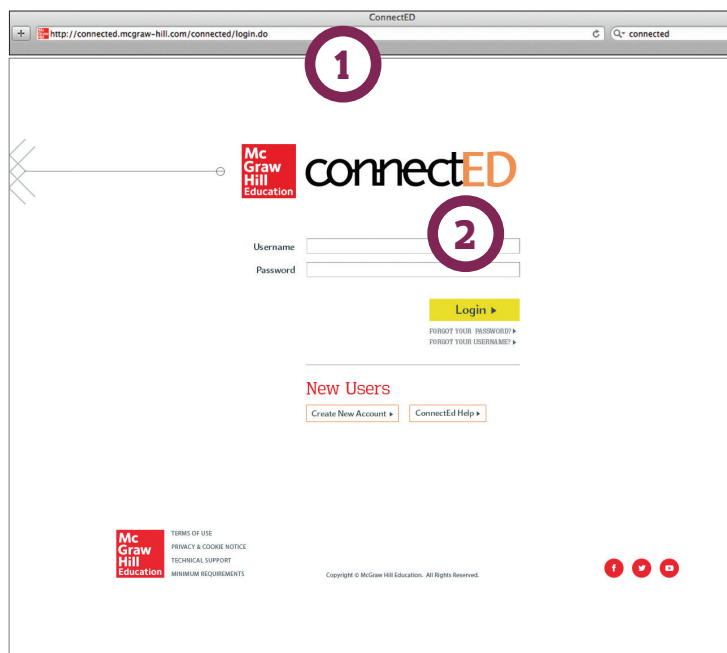 ConnectED
http://connected.mcgraw-hill.com/connected/login.do
connected
1
Mc
Graw
Hill
Education
connectED
2
Username
Password
Login
FORGOT YOUR PASSWORD?
FORGOT YOUR USERNAME?
New Users
Create New Account
ConnectEd Help
Mc
Graw
Hill
Education
TERMS OF USE
PRIVACY & COOKIE NOTICE
TECHNICAL SUPPORT
MINIMUM REQUIREMENTS
Copyright © McGraw Hill Education. All Rights Reserved.